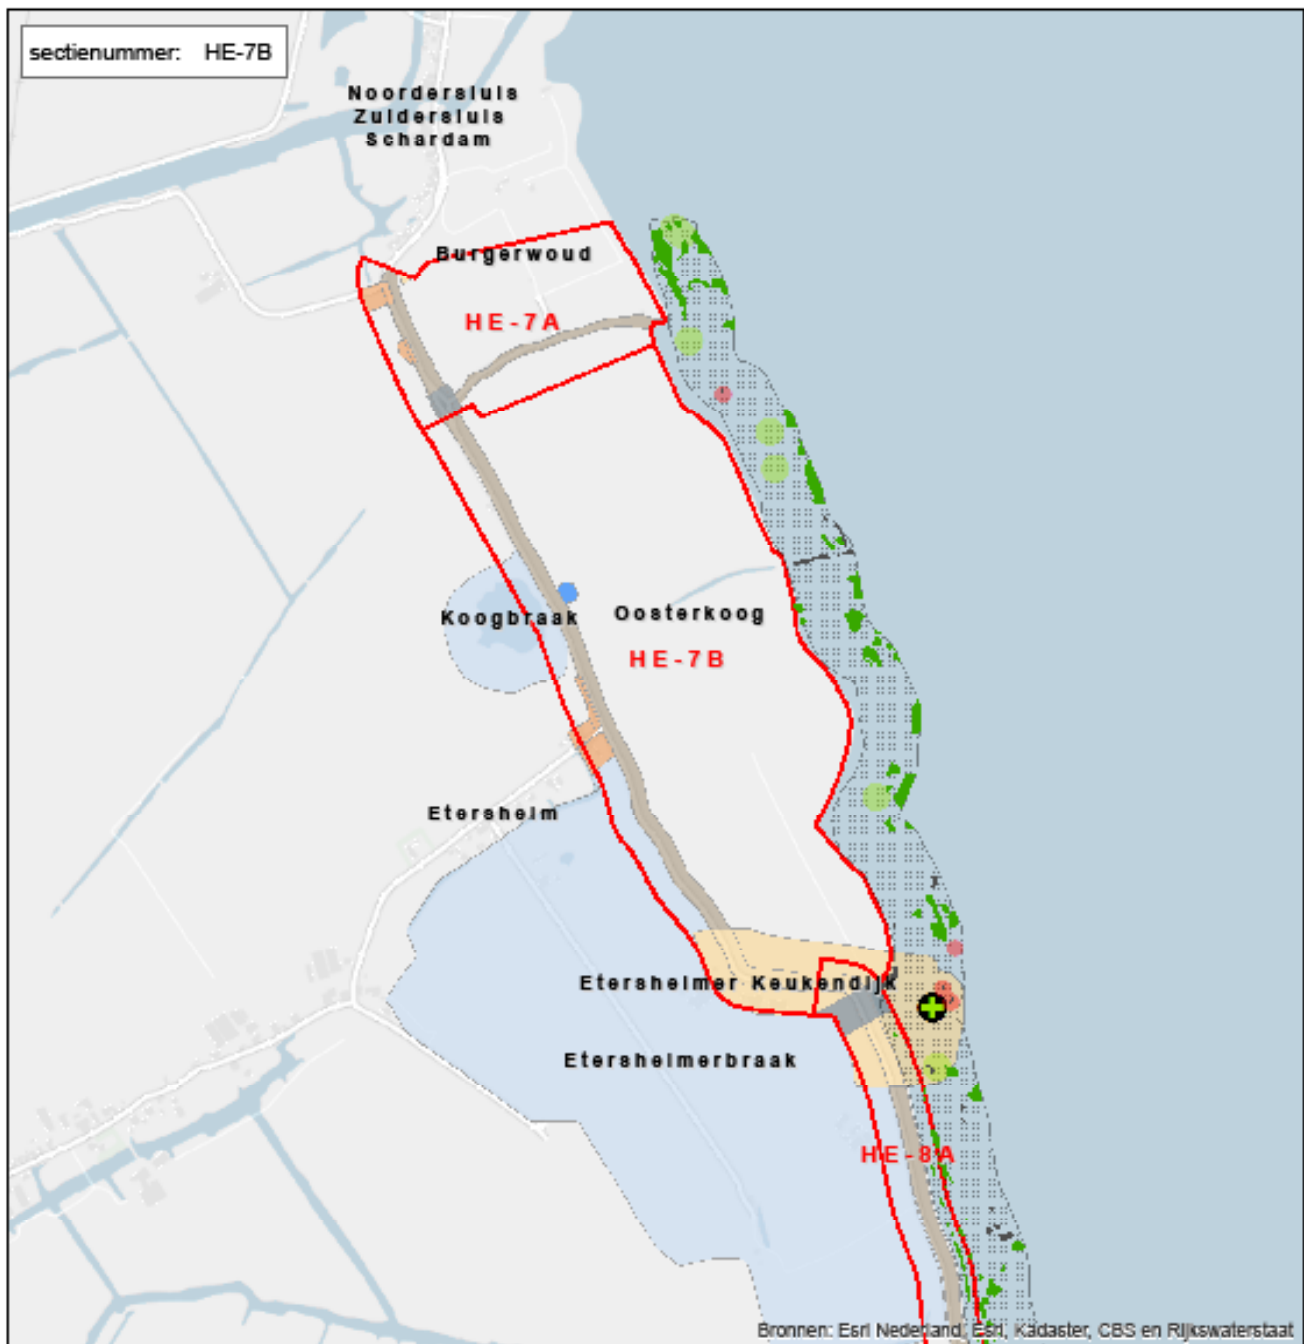 sectienummer: HE-7B
Noordersluis
Zuidersluis
Schardam
Burgerwoud
HE-7A
Koogbraak
Oosterkoog
HE-7B
Etersheim
Etersheimer Keukendijk
Etersheimerbraak
HE-8A
Bronnen: Esri Nederland, Esri, Kadaster, CBS en Rijkswaterstaat